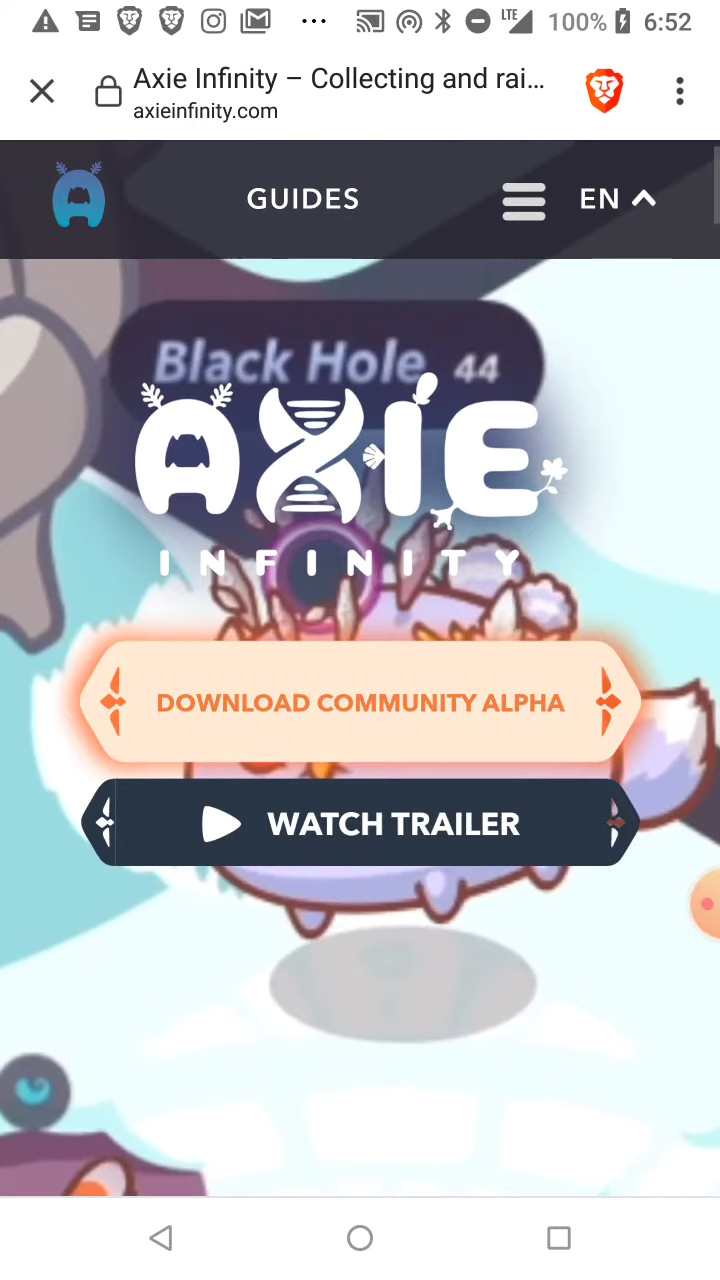 LTE 100% 6:52
Axie Infinity – Collecting and rai...
axieinfinity.com
GUIDES EN
Black Hole 44
AXIE
INFINITY
DOWNLOAD COMMUNITY ALPHA
WATCH TRAILER